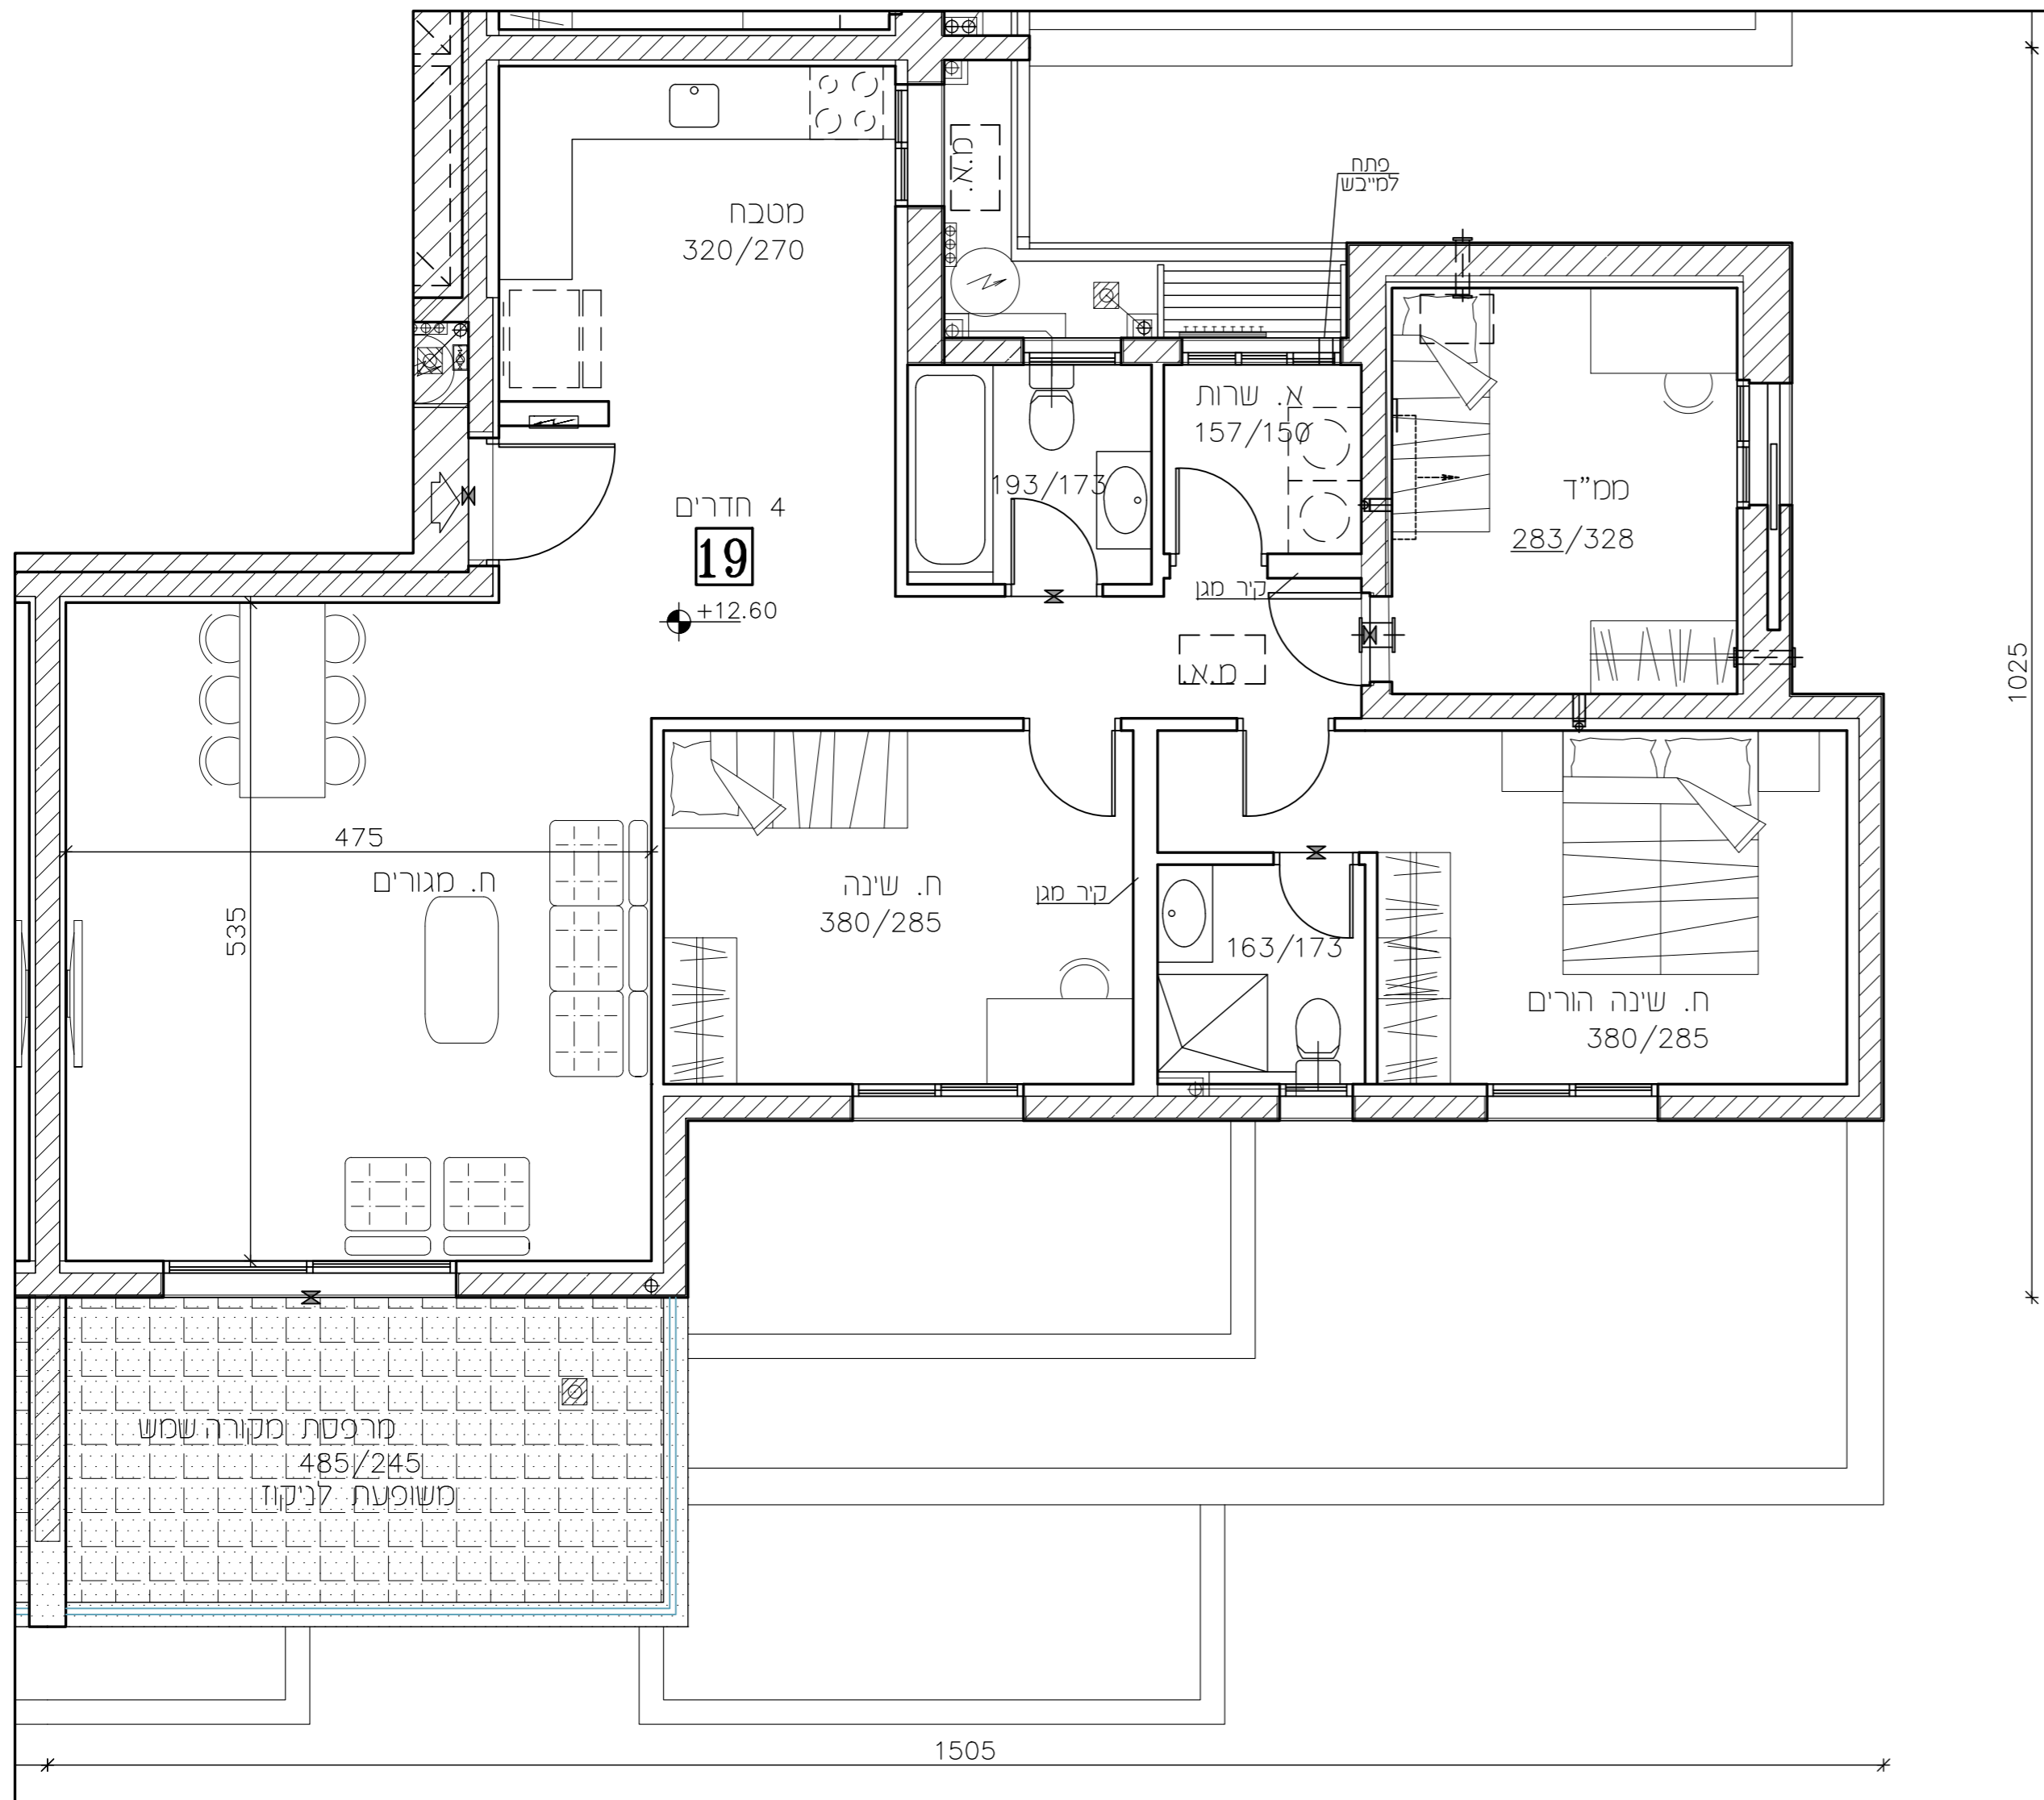 פתח
למייבש
מ.א.
מטבח
320/270
א. שרות
157/150
193/173
ממ"ד
283/328
4 חדרים
19
+12.60
קיר מגן
מ.א.
1025
475
535
ח. מגורים
ח. שינה
380/285
קיר מגן
163/173
ח. שינה הורים
380/285
מרפסת מקורה שמש
485/245
משופעת לניקוז
1505